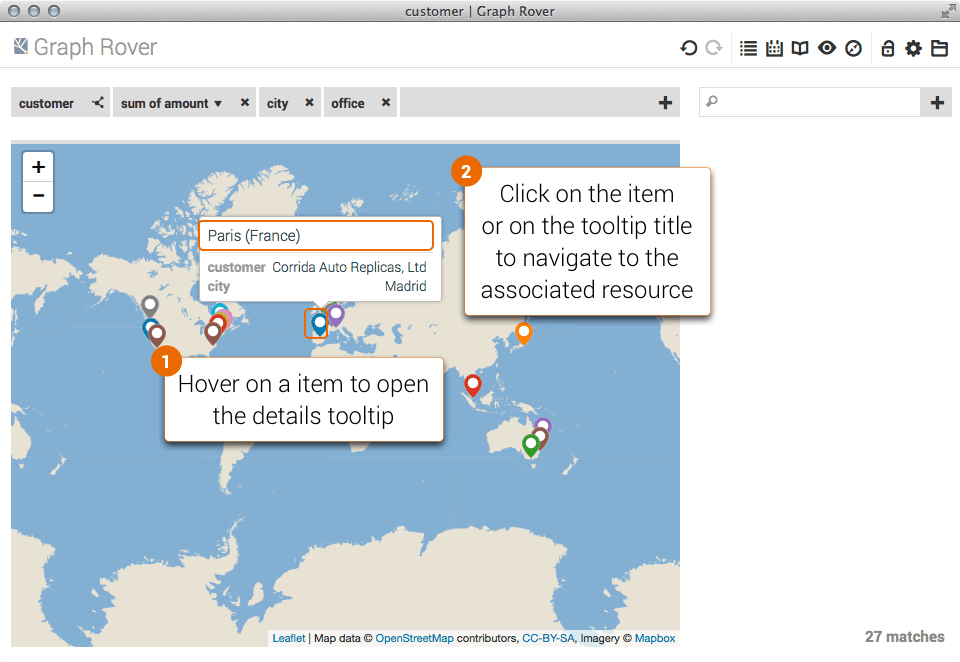 customer | Graph Rover
Graph Rover
customer sum of amount ▼ × city × office × +
+
+
−
2
Click on the item
or on the tooltip title
to navigate to the
associated resource
Paris (France)
customer Corrida Auto Replicas, Ltd
city Madrid
1
Hover on a item to open
the details tooltip
Leaflet | Map data © OpenStreetMap contributors, CC-BY-SA, Imagery © Mapbox
27 matches